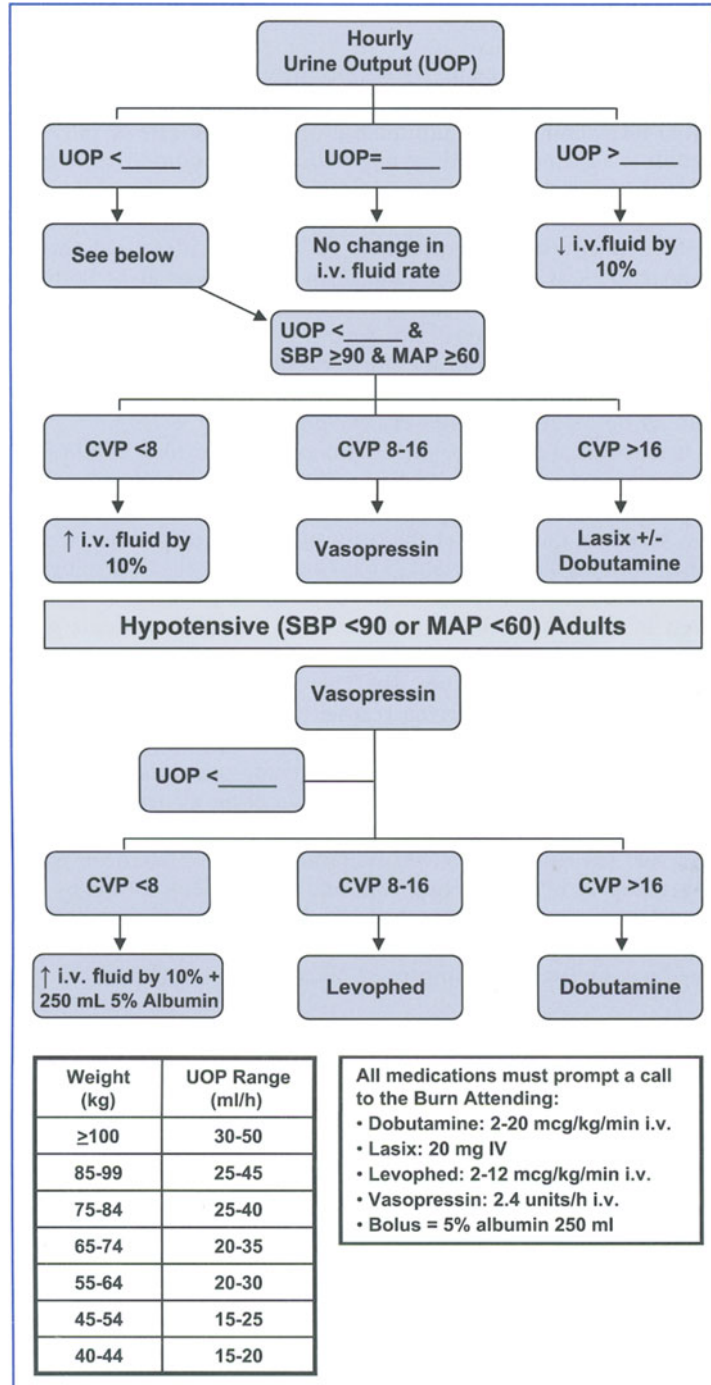 Hourly
Urine Output (UOP)
UOP <_____
UOP=_____
UOP >_____
See below
No change in
i.v. fluid rate
↓ i.v.fluid by
10%
UOP <_____ &
SBP ≥90 & MAP ≥60
CVP <8
CVP 8-16
CVP >16
↑ i.v. fluid by
10%
Vasopressin
Lasix +/-
Dobutamine
Hypotensive (SBP <90 or MAP <60) Adults
Vasopressin
UOP <_____
CVP <8
CVP 8-16
CVP >16
↑ i.v. fluid by 10% +
250 mL 5% Albumin
Levophed
Dobutamine
Weight (kg) UOP Range (ml/h)
≥100 30-50
85-99 25-45
75-84 25-40
65-74 20-35
55-64 20-30
45-54 15-25
40-44 15-20
All medications must prompt a call
to the Burn Attending:
• Dobutamine: 2-20 mcg/kg/min i.v.
• Lasix: 20 mg IV
• Levophed: 2-12 mcg/kg/min i.v.
• Vasopressin: 2.4 units/h i.v.
• Bolus = 5% albumin 250 ml